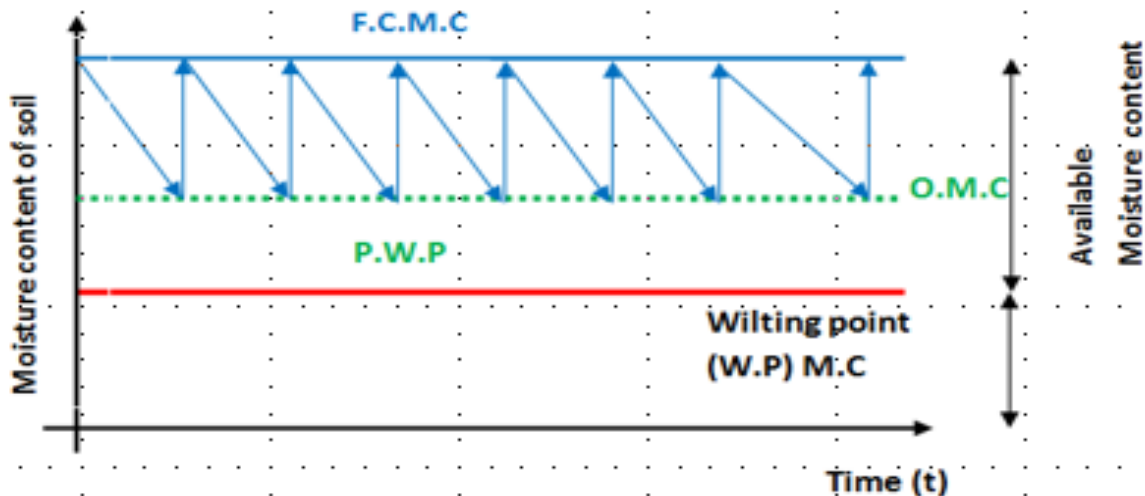 F.C.M.C
Moisture content of soil
O.M.C
P.W.P
Available
Moisture content
Wilting point
(W.P) M.C
Time (t)